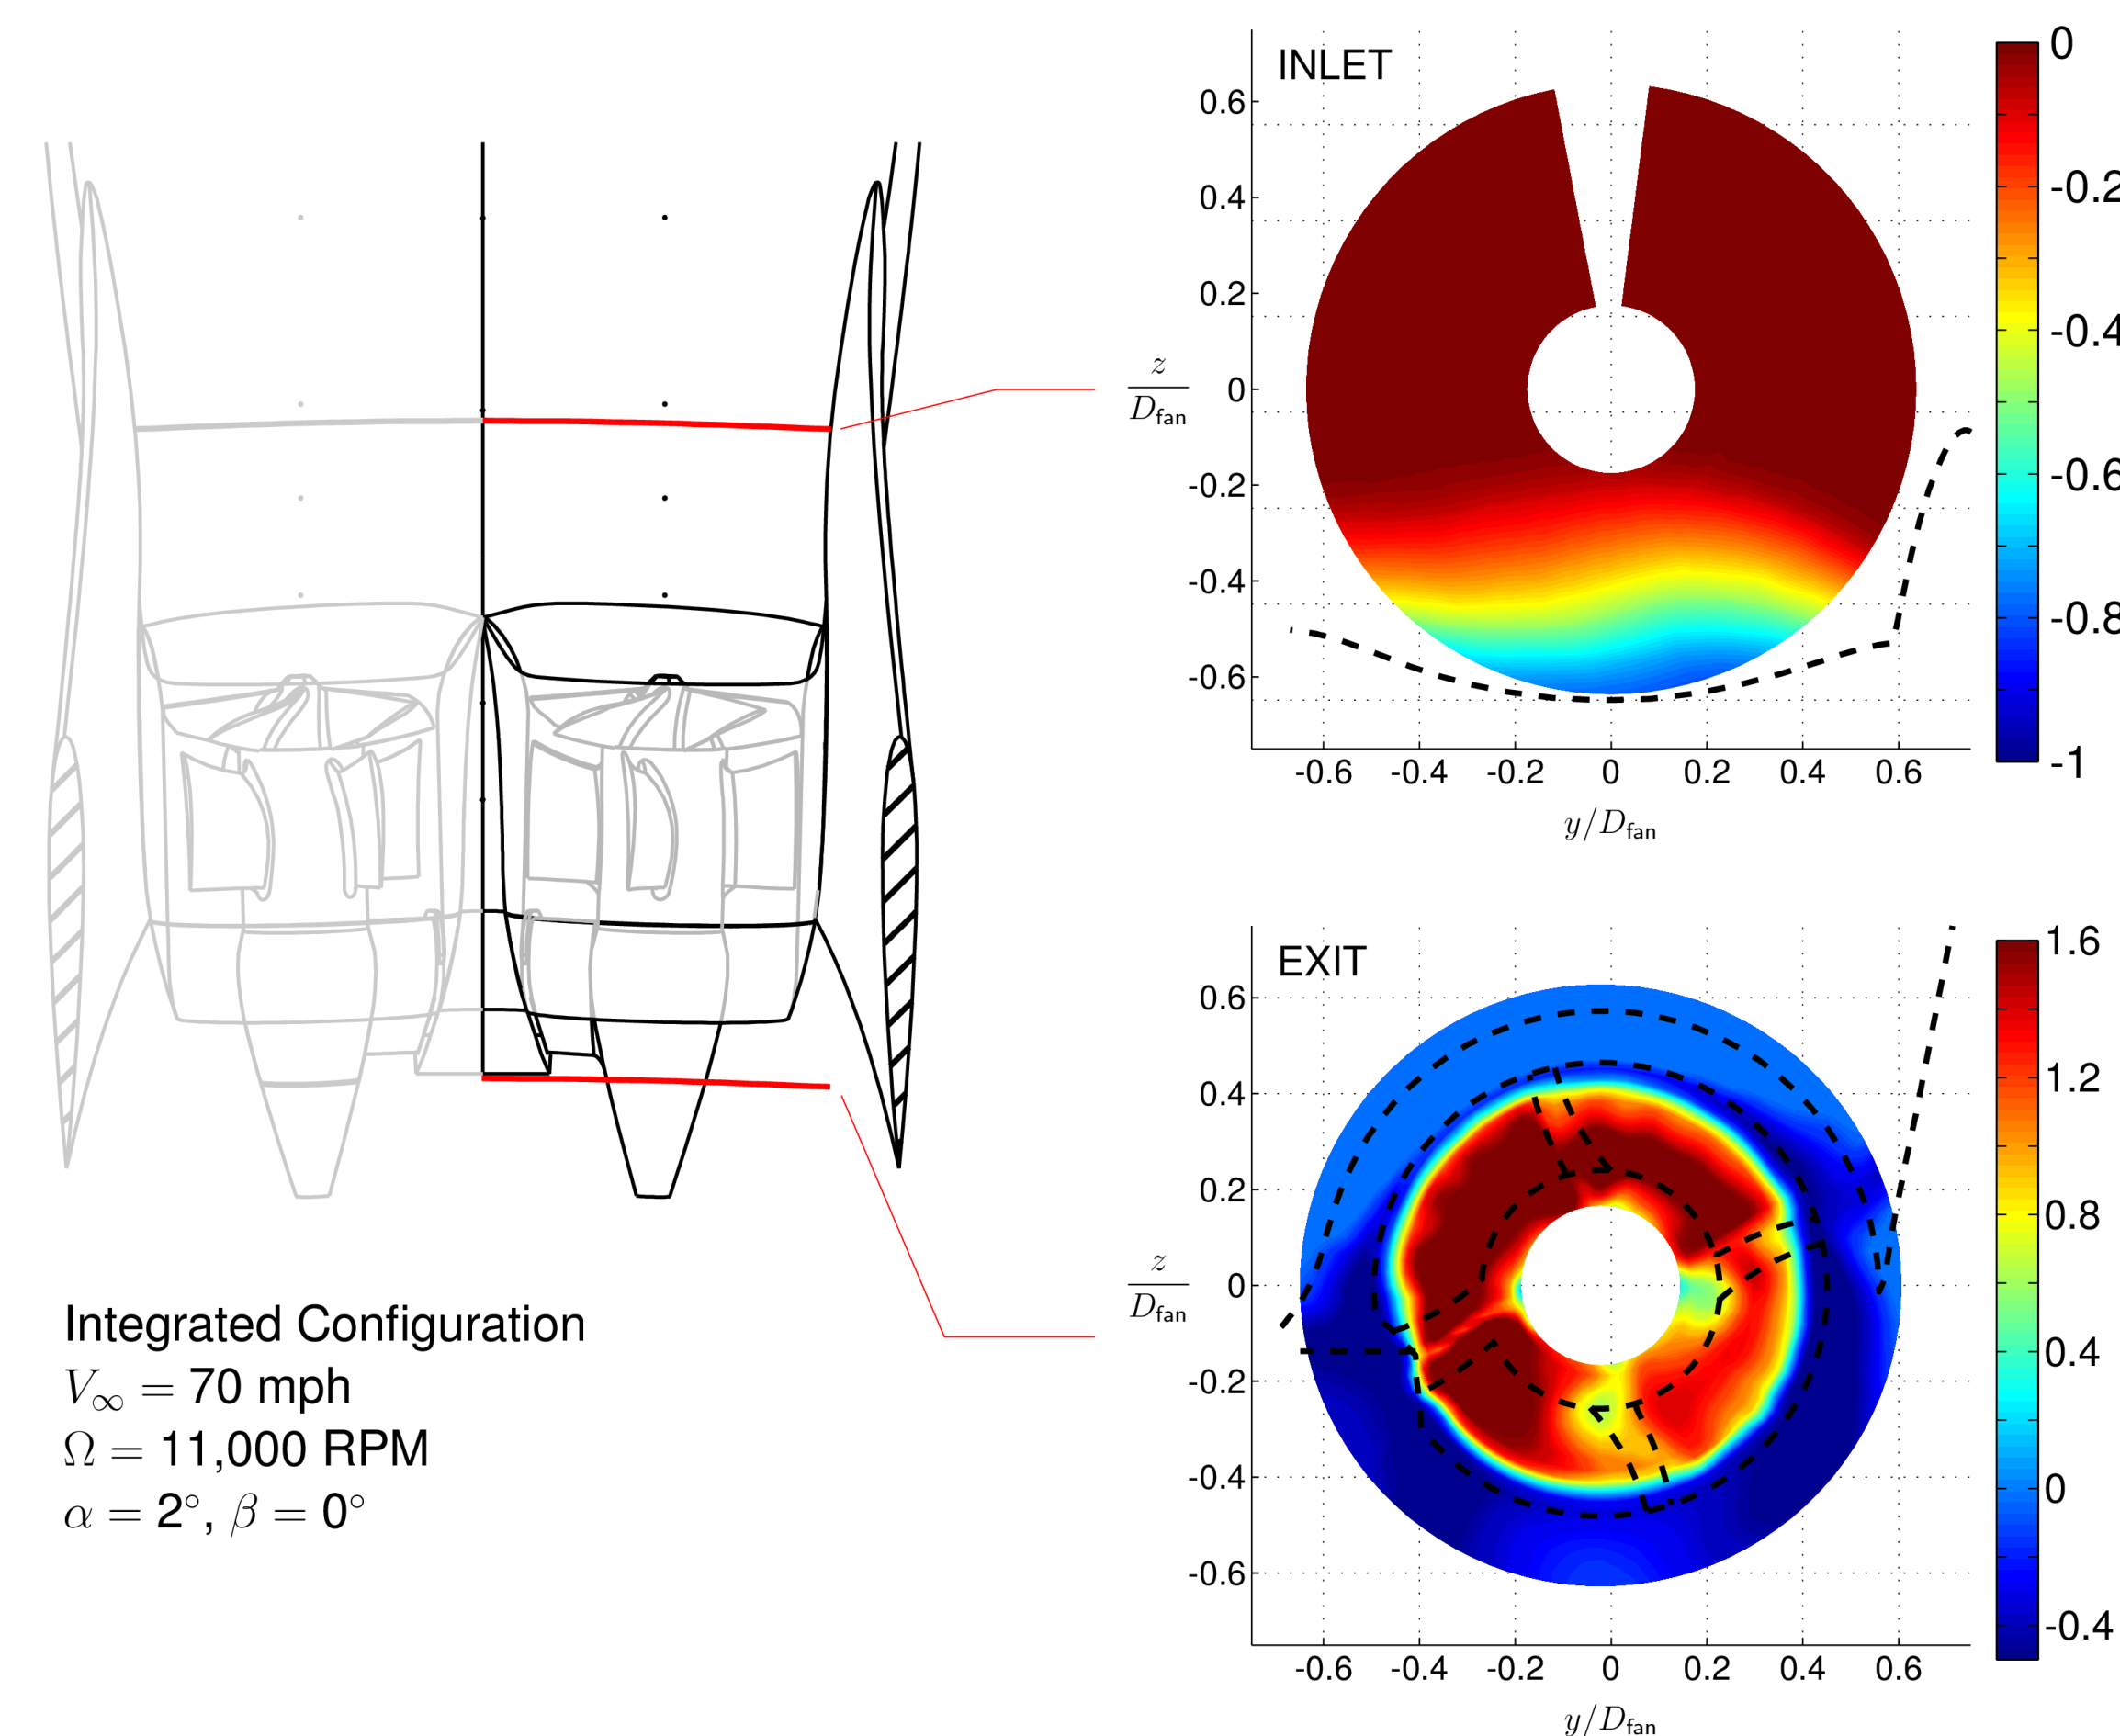 INLET
0.6
0.4
0.2
0
-0.2
-0.4
-0.6
z
D_fan
-0.6 -0.4 -0.2 0 0.2 0.4 0.6
y/D_fan
0
-0.2
-0.4
-0.6
-0.8
-1
EXIT
0.6
0.4
0.2
0
-0.2
-0.4
-0.6
z
D_fan
-0.6 -0.4 -0.2 0 0.2 0.4 0.6
y/D_fan
1.6
1.2
0.8
0.4
0
-0.4
Integrated Configuration
V∞ = 70 mph
Ω = 11,000 RPM
α = 2°, β = 0°